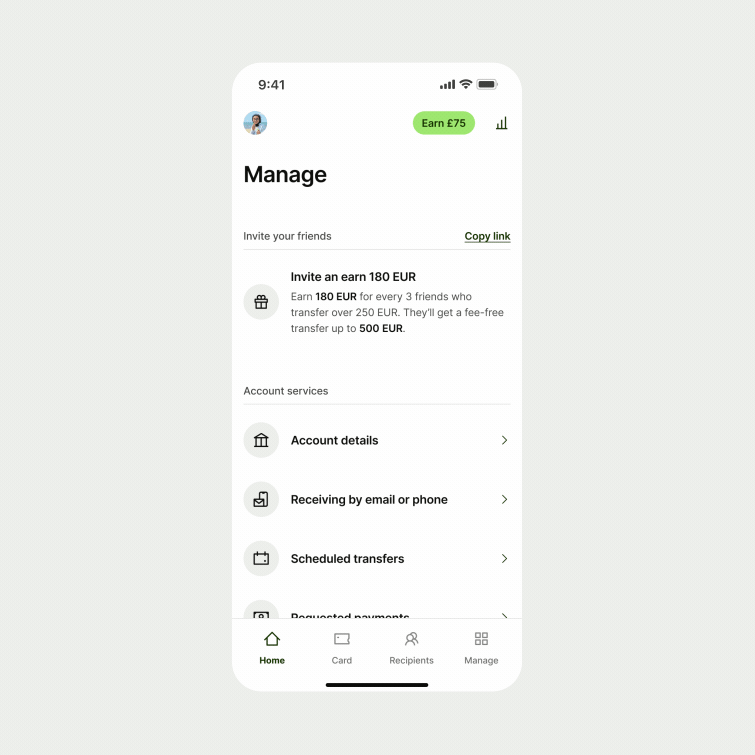 9:41
Earn £75
Manage
Invite your friends
Copy link
Invite an earn 180 EUR
Earn 180 EUR for every 3 friends who
transfer over 250 EUR. They'll get a fee-free
transfer up to 500 EUR.
Account services
Account details
Receiving by email or phone
Scheduled transfers
Requested payments
Home
Card
Recipients
Manage